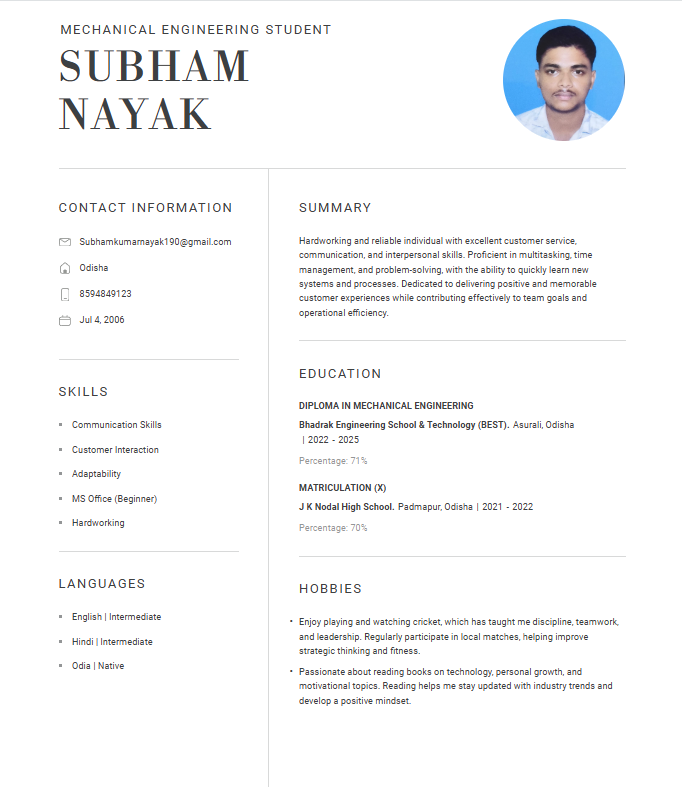 MECHANICAL ENGINEERING STUDENT
SUBHAM
NAYAK
CONTACT INFORMATION
Subhamkumarnayak190@gmail.com
Odisha
8594849123
Jul 4, 2006
SKILLS
Communication Skills
Customer Interaction
Adaptability
MS Office (Beginner)
Hardworking
LANGUAGES
English | Intermediate
Hindi | Intermediate
Odia | Native
SUMMARY
Hardworking and reliable individual with excellent customer service,
communication, and interpersonal skills. Proficient in multitasking, time
management, and problem-solving, with the ability to quickly learn new
systems and processes. Dedicated to delivering positive and memorable
customer experiences while contributing effectively to team goals and
operational efficiency.
EDUCATION
DIPLOMA IN MECHANICAL ENGINEERING
Bhadrak Engineering School & Technology (BEST). Asurali, Odisha
| 2022 - 2025
Percentage: 71%
MATRICULATION (X)
J K Nodal High School. Padmapur, Odisha | 2021 - 2022
Percentage: 70%
HOBBIES
• Enjoy playing and watching cricket, which has taught me discipline, teamwork,
and leadership. Regularly participate in local matches, helping improve
strategic thinking and fitness.
• Passionate about reading books on technology, personal growth, and
motivational topics. Reading helps me stay updated with industry trends and
develop a positive mindset.